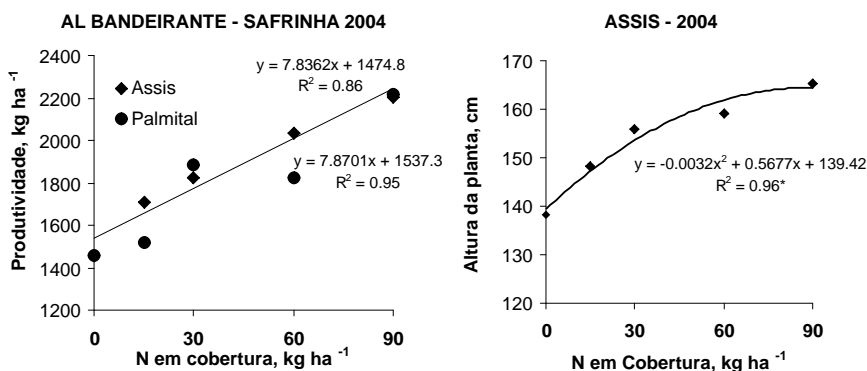 AL BANDEIRANTE - SAFRINHA 2004
Produtividade, kg ha -1
2400
2200
2000
1800
1600
1400
1200
Assis
Palmital
y = 7.8362x + 1474.8
R² = 0.86
y = 7.8701x + 1537.3
R² = 0.95
0 30 60 90
N em cobertura, kg ha -1
ASSIS - 2004
Altura da planta, cm
170
160
150
140
130
120
y = -0.0032x² + 0.5677x + 139.42
R² = 0.96*
0 30 60 90
N em Cobertura, kg ha -1